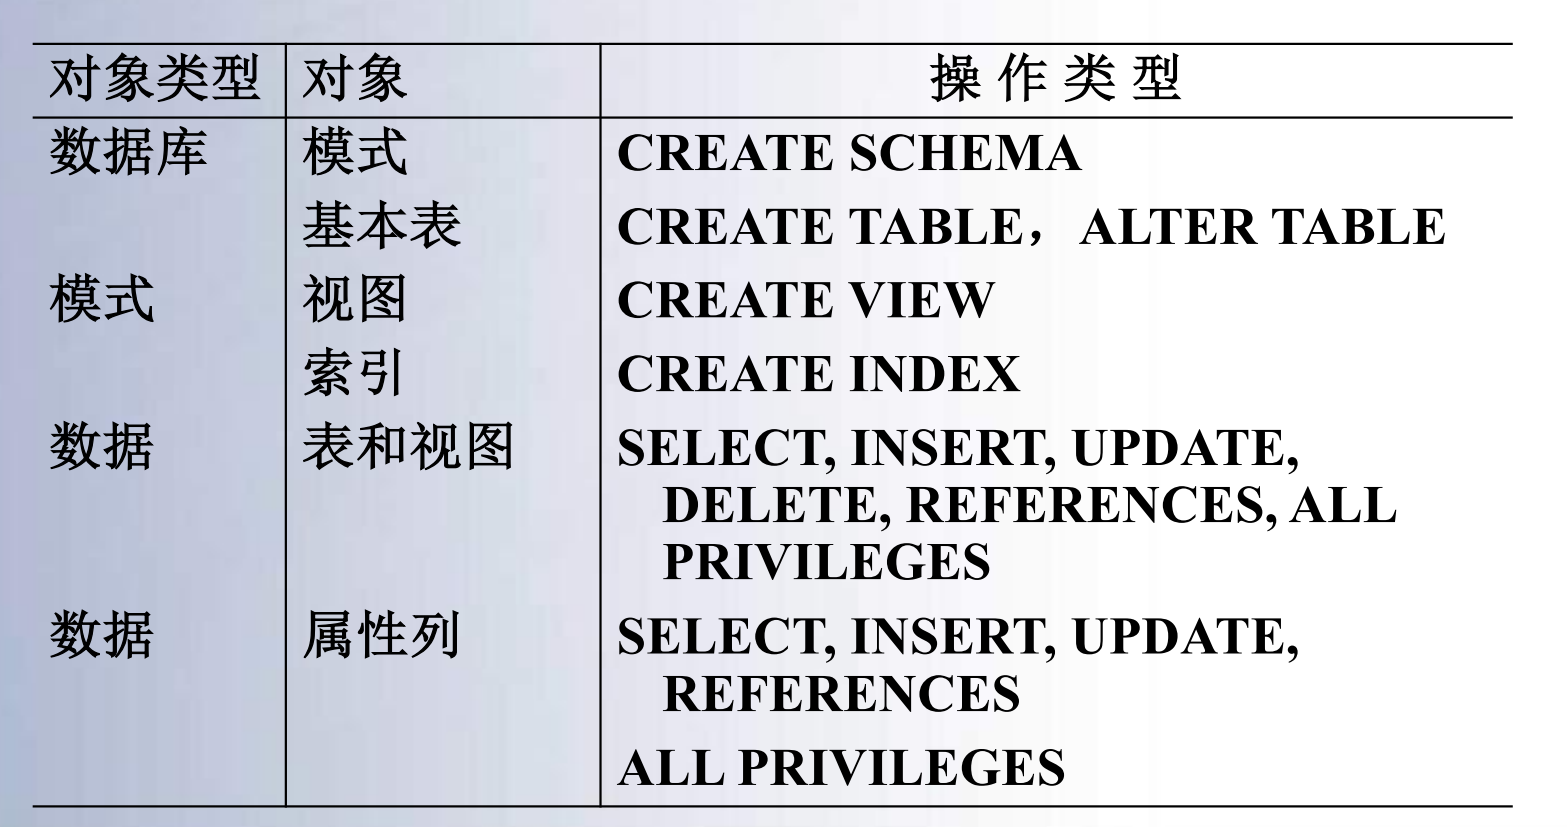 对象类型 对象 操 作 类 型
数据库 模式 CREATE SCHEMA
基本表 CREATE TABLE，ALTER TABLE
模式 视图 CREATE VIEW
索引 CREATE INDEX
数据 表和视图 SELECT, INSERT, UPDATE,
DELETE, REFERENCES, ALL
PRIVILEGES
数据 属性列 SELECT, INSERT, UPDATE,
REFERENCES
ALL PRIVILEGES